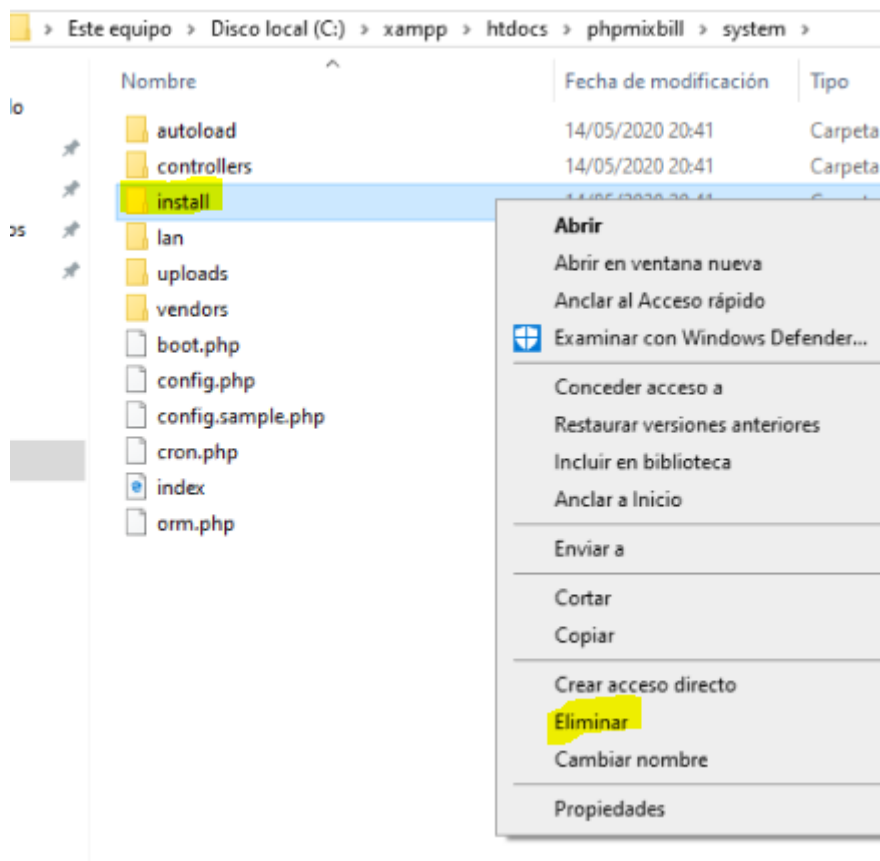 Este equipo > Disco local (C:) > xampp > htdocs > phpmixbill > system >
Nombre Fecha de modificación Tipo
lo
autoload 14/05/2020 20:41 Carpeta
controllers 14/05/2020 20:41 Carpeta
install
os
lan
uploads
vendors
boot.php
config.php
config.sample.php
cron.php
index
orm.php
Abrir
Abrir en ventana nueva
Anclar al Acceso rápido
Examinar con Windows Defender...
Conceder acceso a
Restaurar versiones anteriores
Incluir en biblioteca
Anclar a Inicio
Enviar a
Cortar
Copiar
Crear acceso directo
Eliminar
Cambiar nombre
Propiedades